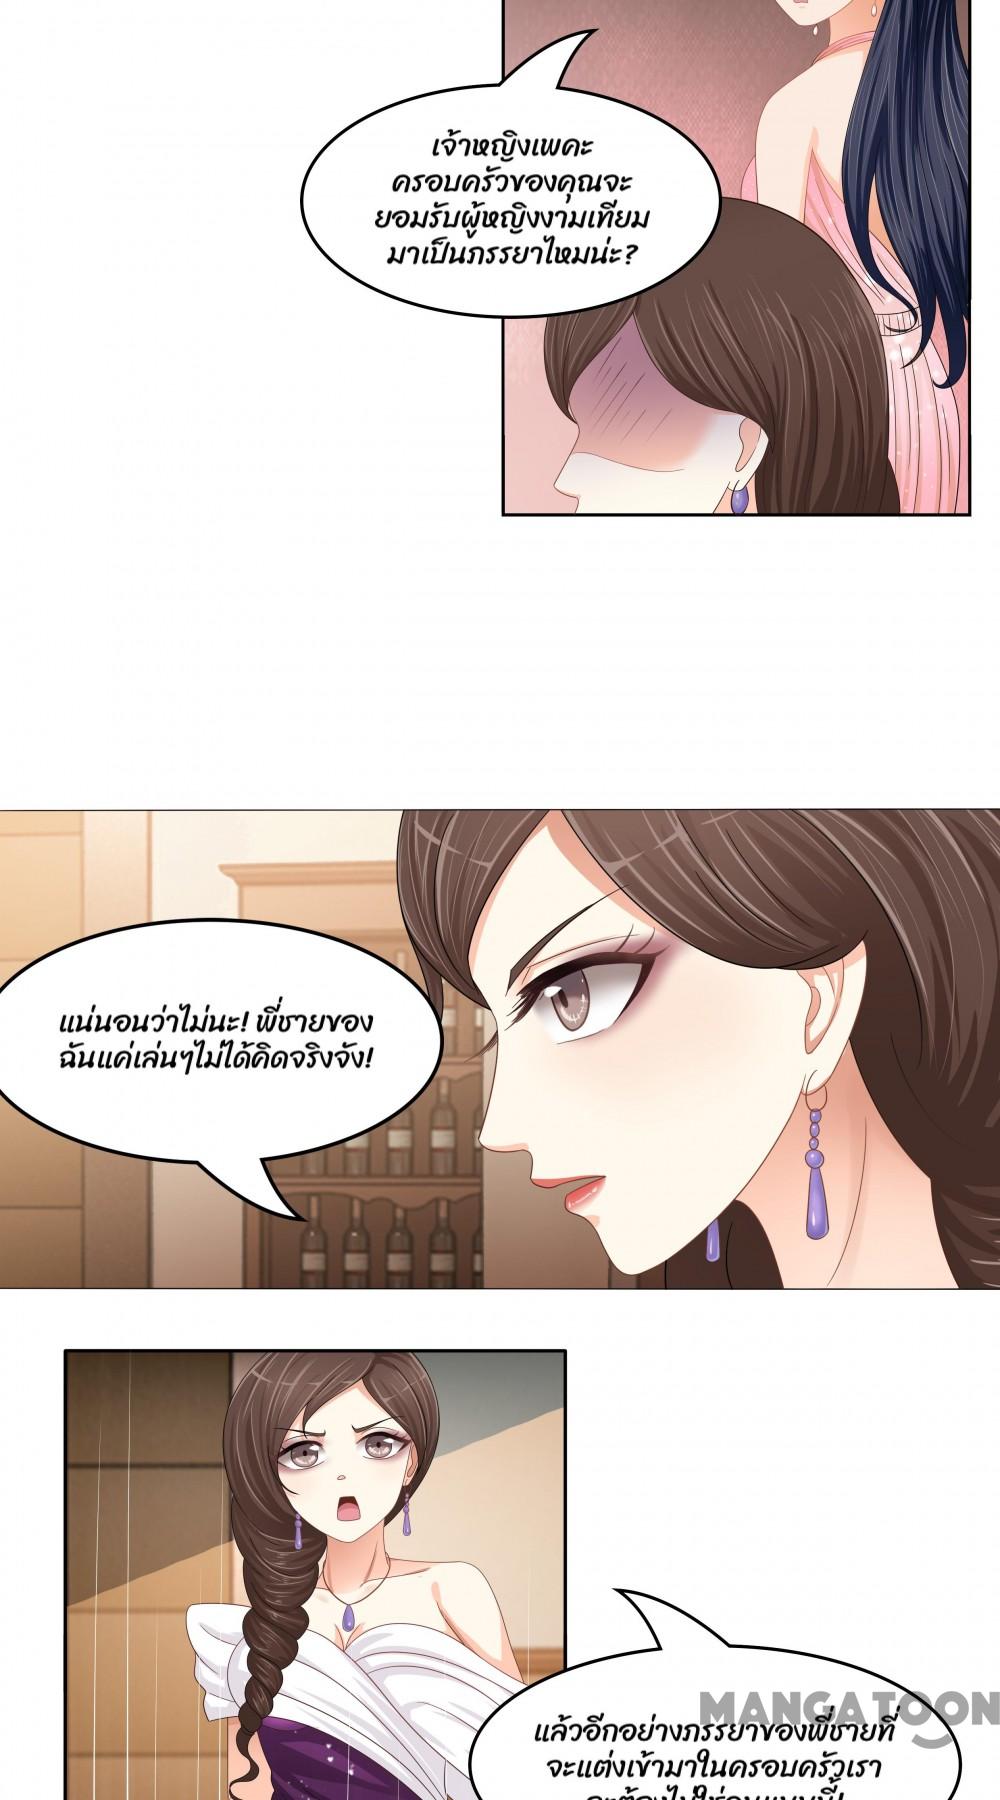 เจ้าหญิงเพคะ
ครอบครัวของคุณจะ
ยอมรับผู้หญิงงามเทียม
มาเป็นภรรยาไหมน่ะ?
แน่นอนว่าไม่นะ! พี่ชายของ
ฉันแค่เล่นๆไม่ได้คิดจริงจัง!
MANGATOON
แล้วอีกอย่างภรรยาของพี่ชายที่
จะแต่งเข้ามาในครอบครัวเรา